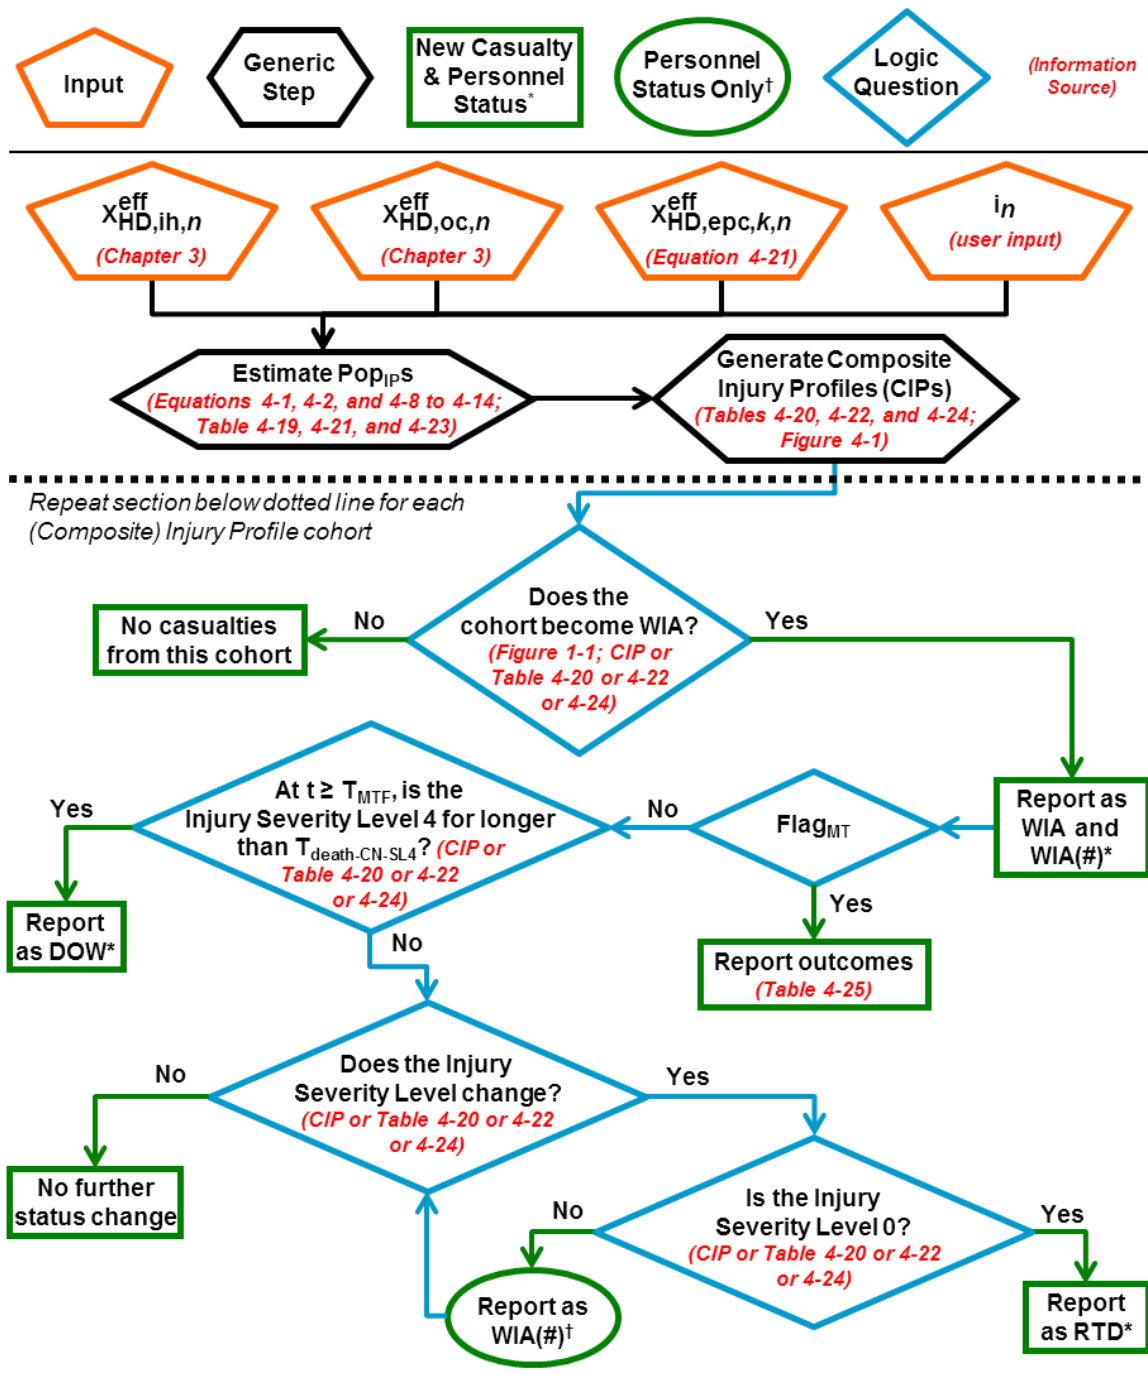 Input
Generic
Step
New Casualty
& Personnel
Status*
Personnel
Status Only†
Logic
Question
(Information
Source)
X^eff_HD,ih,n
(Chapter 3)
X^eff_HD,oc,n
(Chapter 3)
X^eff_HD,epc,k,n
(Equation 4-21)
i_n
(user input)
Estimate Pop_IPs
(Equations 4-1, 4-2, and 4-8 to 4-14;
Table 4-19, 4-21, and 4-23)
Generate Composite
Injury Profiles (CIPs)
(Tables 4-20, 4-22, and 4-24;
Figure 4-1)
Repeat section below dotted line for each
(Composite) Injury Profile cohort
Does the
cohort become WIA?
(Figure 1-1; CIP or
Table 4-20 or 4-22
or 4-24)
No
Yes
No casualties
from this cohort
At t ≥ T_MTF, is the
Injury Severity Level 4 for longer
than T_death-CN-SL4? (CIP or
Table 4-20 or 4-22
or 4-24)
Yes
No
Flag_MT
Report as
WIA and
WIA(#)*
Yes
Report as
as DOW*
No
Report outcomes
(Table 4-25)
Does the Injury
Severity Level change?
(CIP or Table 4-20 or 4-22
or 4-24)
No
Yes
No further
status change
Is the Injury
Severity Level 0?
(CIP or Table 4-20 or 4-22
or 4-24)
No
Yes
Report as
WIA(#)†
Report
as RTD*